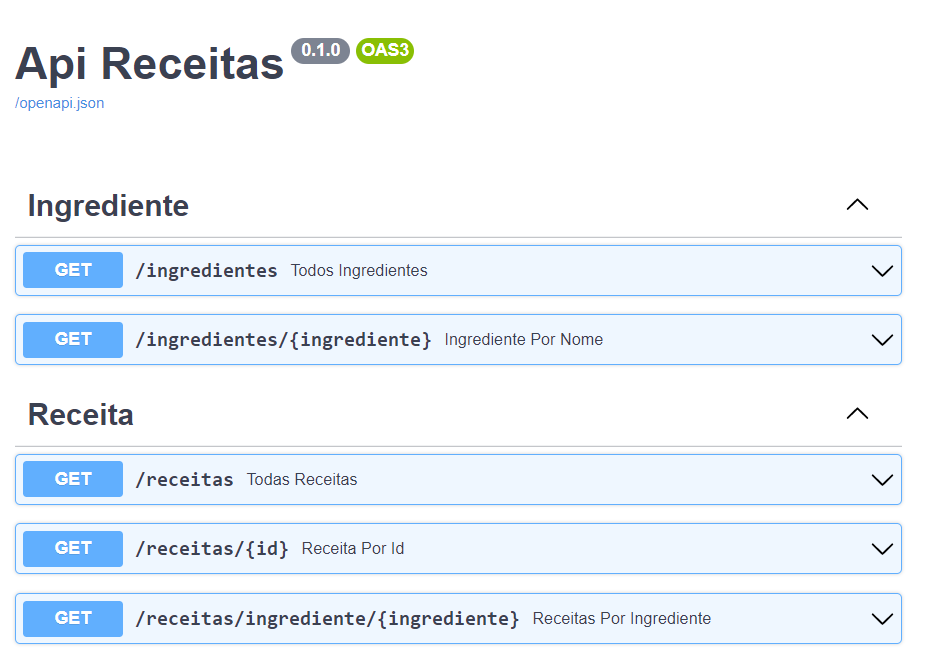 Api Receitas 0.1.0 OAS3
/openapi.json
Ingrediente
GET /ingredientes Todos Ingredientes
GET /ingredientes/{ingrediente} Ingrediente Por Nome
Receita
GET /receitas Todas Receitas
GET /receitas/{id} Receita Por Id
GET /receitas/ingrediente/{ingrediente} Receitas Por Ingrediente